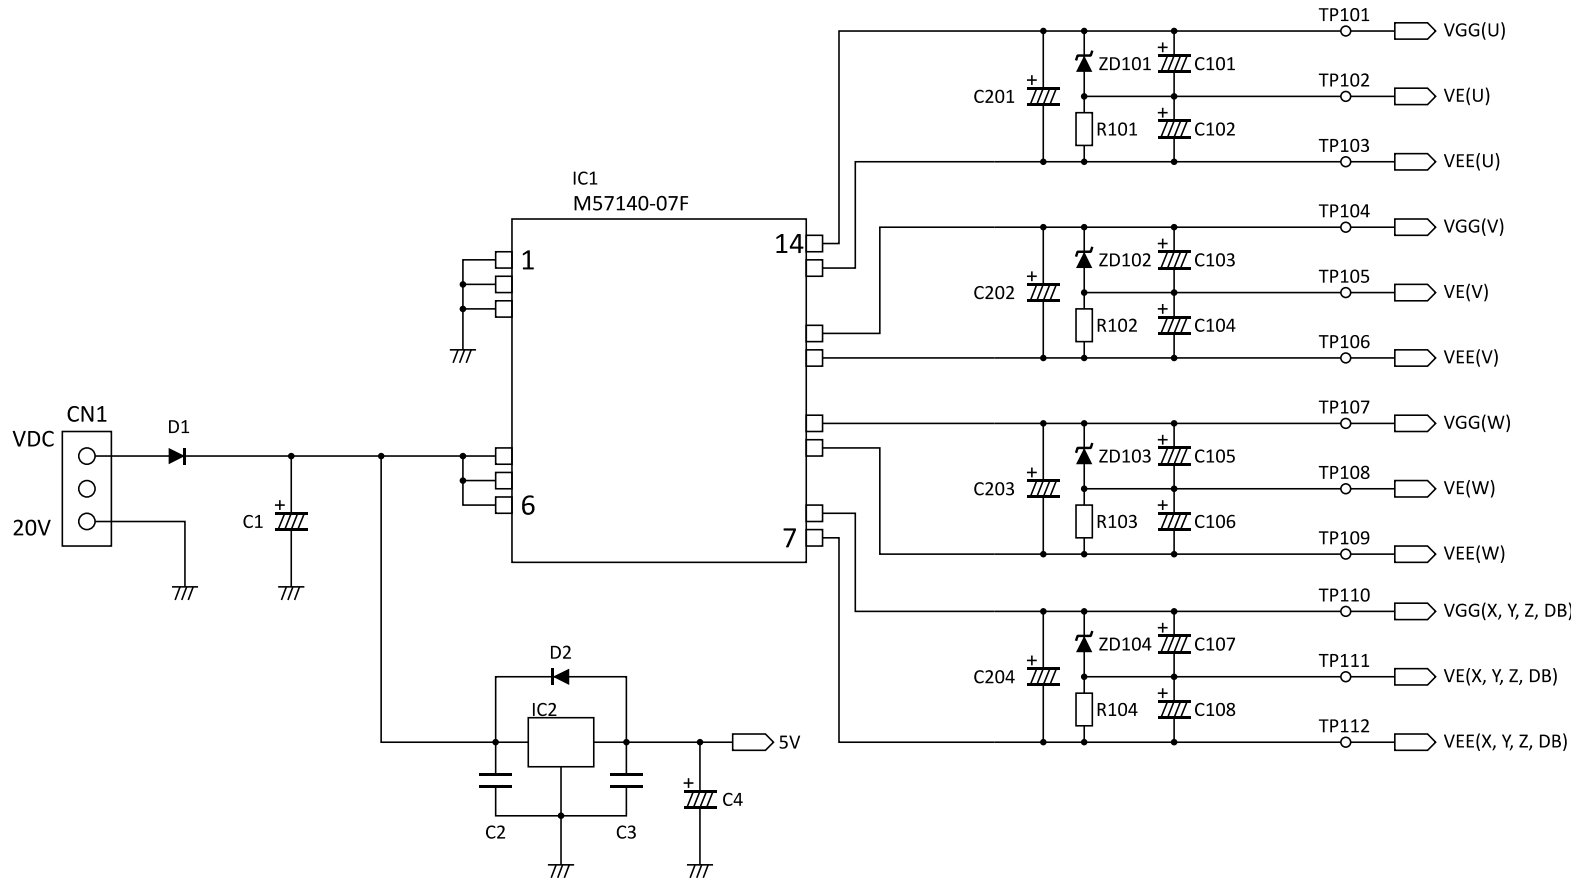 TP101
VGG(U)
+
+
ZD101
C101
TP102
C201
VE(U)
+
R101
C102
TP103
VEE(U)
IC1
M57140-07F
14
1
TP104
VGG(V)
+
+
ZD102
C103
TP105
C202
VE(V)
+
R102
C104
TP106
VEE(V)
CN1
VDC
D1
20V
+
C1
6
7
TP107
VGG(W)
+
+
ZD103
C105
TP108
C203
VE(W)
+
R103
C106
TP109
VEE(W)
TP110
VGG(X, Y, Z, DB)
+
+
ZD104
C107
TP111
C204
VE(X, Y, Z, DB)
+
R104
C108
TP112
VEE(X, Y, Z, DB)
D2
IC2
5V
+
C4
C2
C3